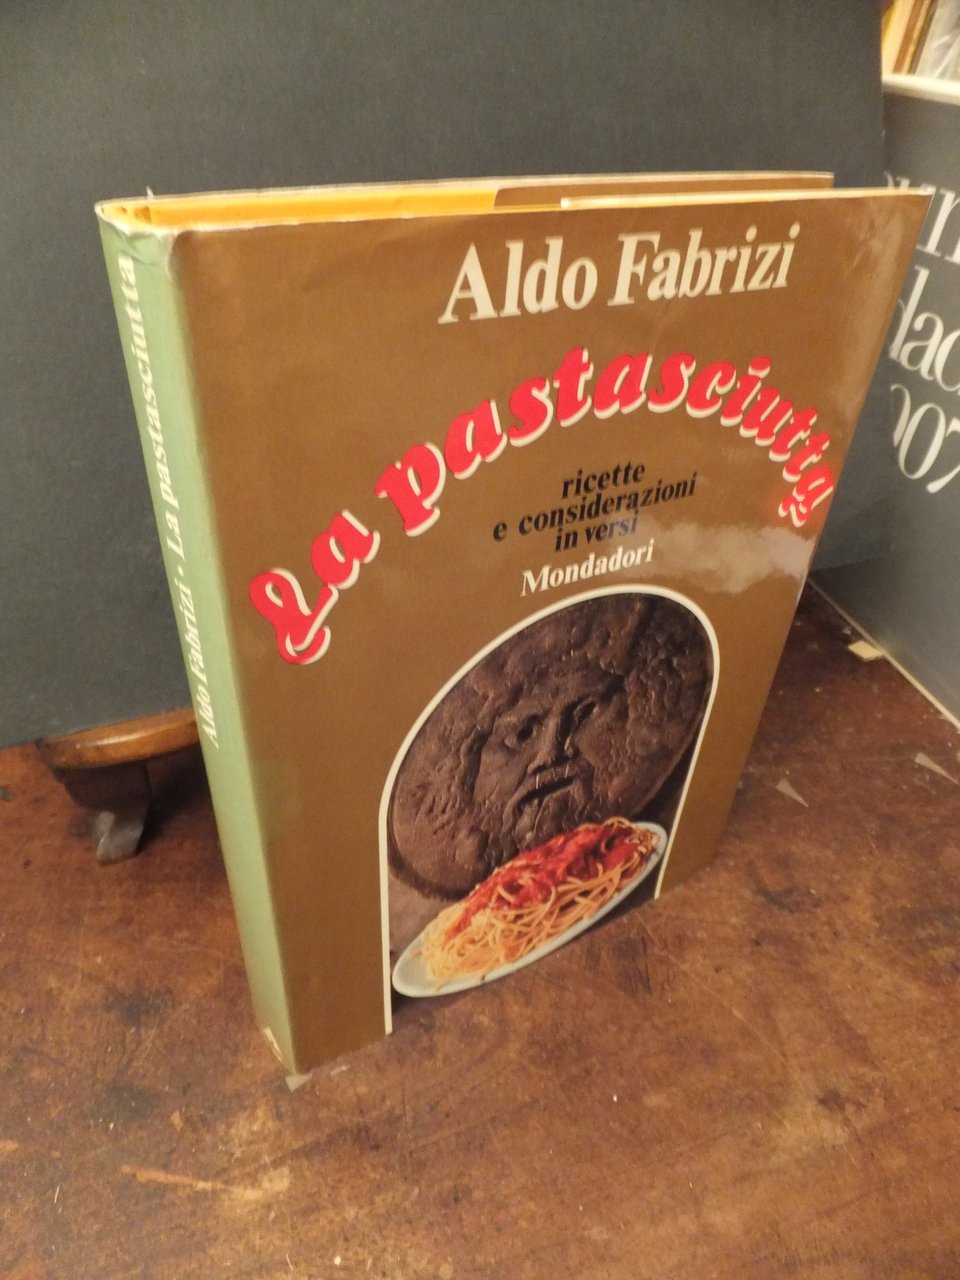 Aldo Fabrizi
La pastasciutta
ricette
e considerazioni
in versi
Mondadori
Aldo Fabrizi • La pastasciutta